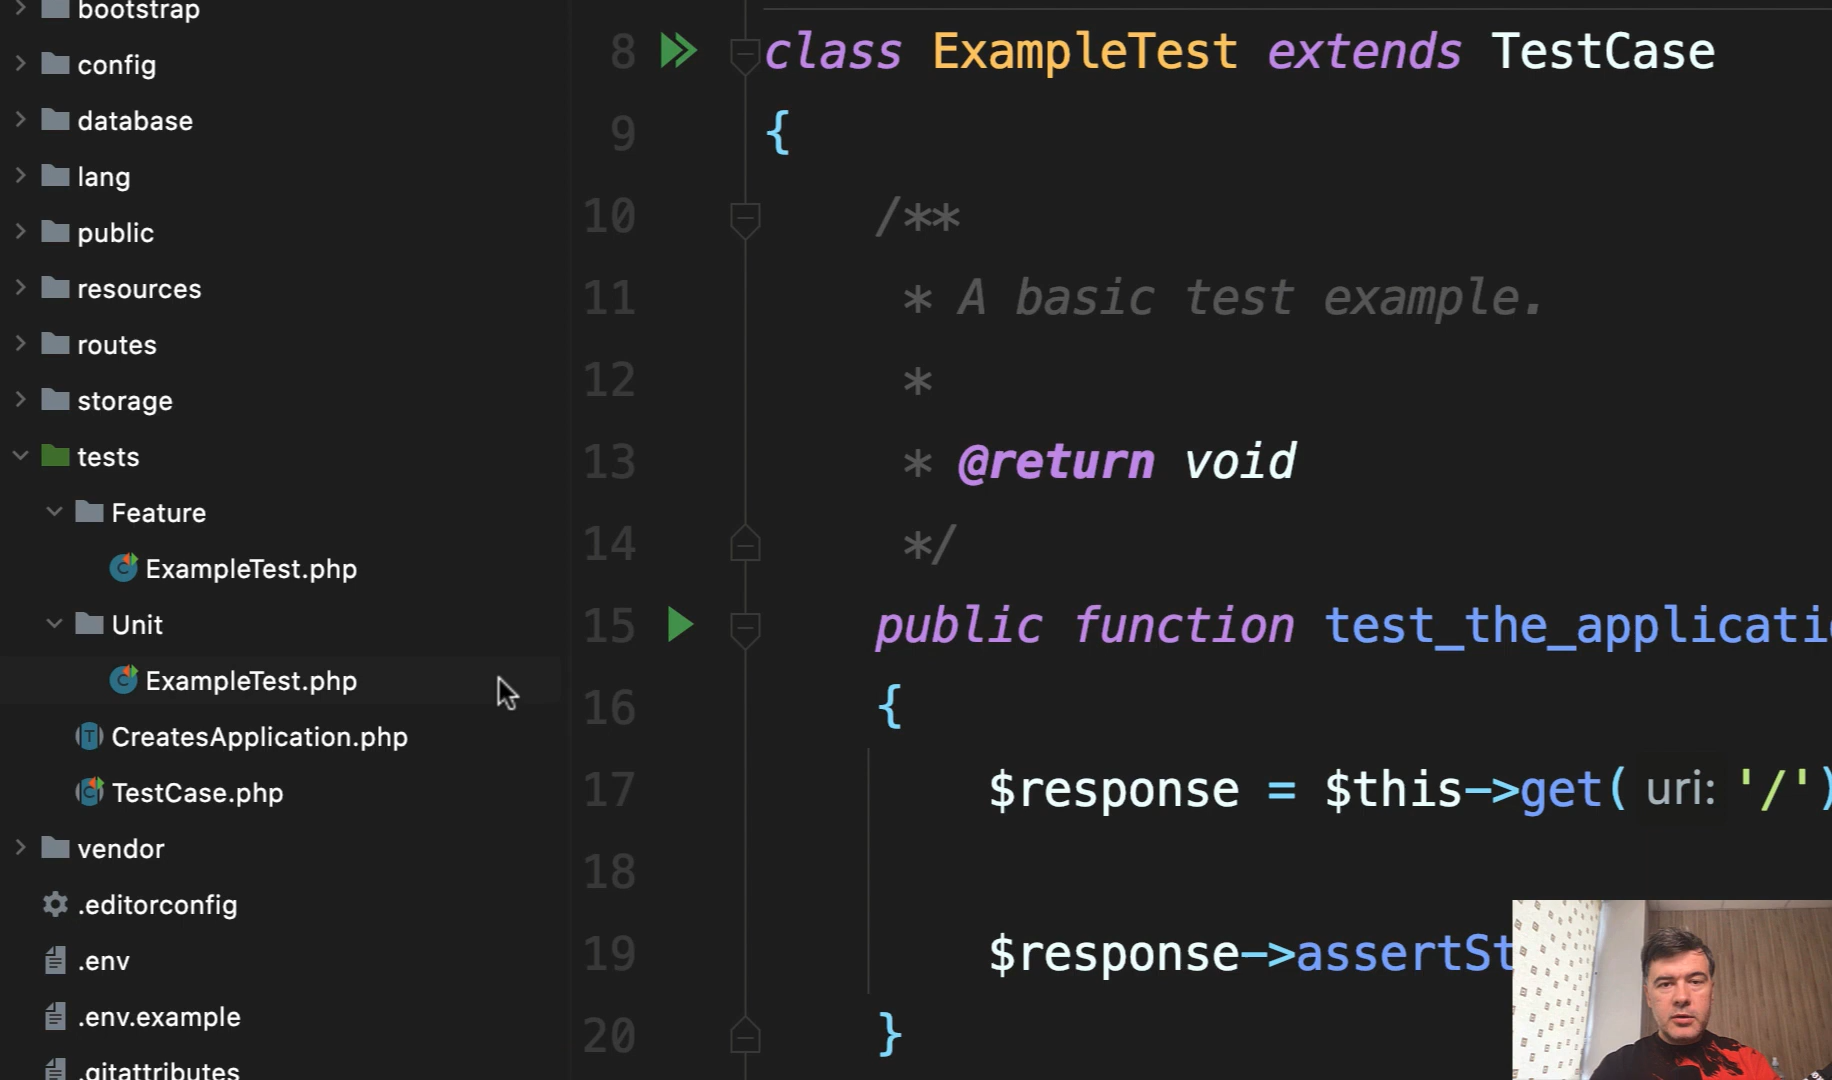 bootstrap
config
database
lang
public
resources
routes
storage
tests
Feature
ExampleTest.php
Unit
ExampleTest.php
CreatesApplication.php
TestCase.php
vendor
.editorconfig
.env
.env.example
.gitattributes
8 class ExampleTest extends TestCase
9 {
10 /**
11 * A basic test example.
12 *
13 * @return void
14 */
15 public function test_the_applicati
16 {
17 $response = $this->get( uri: '/')
18
19 $response->assertSt
20 }